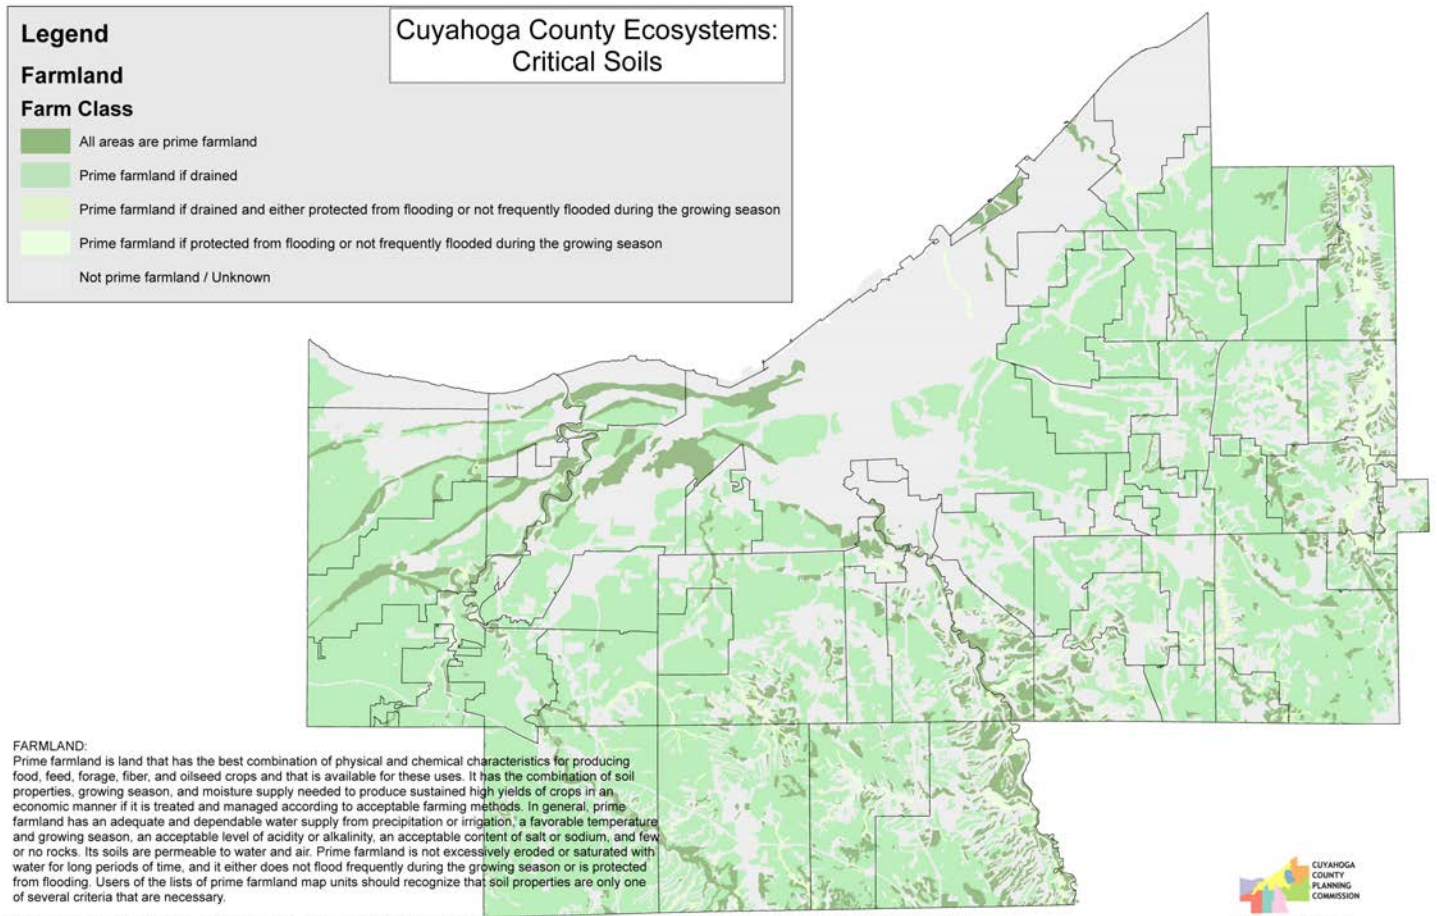 Legend
Cuyahoga County Ecosystems:
Critical Soils
Farmland
Farm Class
All areas are prime farmland
Prime farmland if drained
Prime farmland if drained and either protected from flooding or not frequently flooded during the growing season
Prime farmland if protected from flooding or not frequently flooded during the growing season
Not prime farmland / Unknown
FARMLAND:
Prime farmland is land that has the best combination of physical and chemical characteristics for producing
food, feed, forage, fiber, and oilseed crops and that is available for these uses. It has the combination of soil
properties, growing season, and moisture supply needed to produce sustained high yields of crops in an
economic manner if it is treated and managed according to acceptable farming methods. In general, prime
farmland has an adequate and dependable water supply from precipitation or irrigation, a favorable temperature
and growing season, an acceptable level of acidity or alkalinity, an acceptable content of salt or sodium, and few
or no rocks. Its soils are permeable to water and air. Prime farmland is not excessively eroded or saturated with
water for long periods of time, and it either does not flood frequently during the growing season or is protected
from flooding. Users of the lists of prime farmland map units should recognize that soil properties are only one
of several criteria that are necessary.
CUYAHOGA
COUNTY
PLANNING
COMMISSION